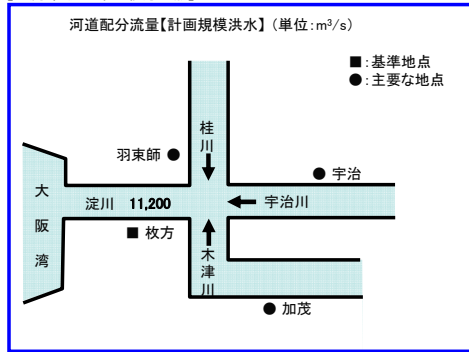 河道配分流量【計画規模洪水】 (単位:m³/s)
■:基準地点
●:主要な地点
桂川
羽束師 ●
● 宇治
大阪湾
淀川 11,200
宇治川
■ 枚方
木津川
● 加茂